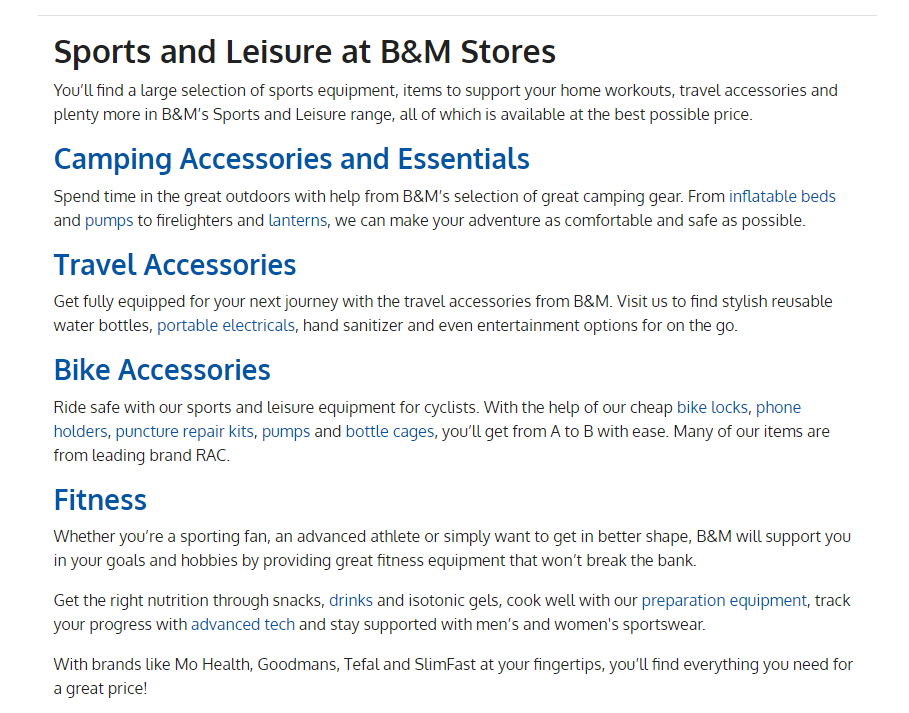 Sports and Leisure at B&M Stores
You’ll find a large selection of sports equipment, items to support your home workouts, travel accessories and
plenty more in B&M’s Sports and Leisure range, all of which is available at the best possible price.
Camping Accessories and Essentials
Spend time in the great outdoors with help from B&M’s selection of great camping gear. From inflatable beds
and pumps to firelighters and lanterns, we can make your adventure as comfortable and safe as possible.
Travel Accessories
Get fully equipped for your next journey with the travel accessories from B&M. Visit us to find stylish reusable
water bottles, portable electricals, hand sanitizer and even entertainment options for on the go.
Bike Accessories
Ride safe with our sports and leisure equipment for cyclists. With the help of our cheap bike locks, phone
holders, puncture repair kits, pumps and bottle cages, you’ll get from A to B with ease. Many of our items are
from leading brand RAC.
Fitness
Whether you’re a sporting fan, an advanced athlete or simply want to get in better shape, B&M will support you
in your goals and hobbies by providing great fitness equipment that won’t break the bank.
Get the right nutrition through snacks, drinks and isotonic gels, cook well with our preparation equipment, track
your progress with advanced tech and stay supported with men’s and women's sportswear.
With brands like Mo Health, Goodmans, Tefal and SlimFast at your fingertips, you’ll find everything you need for
a great price!